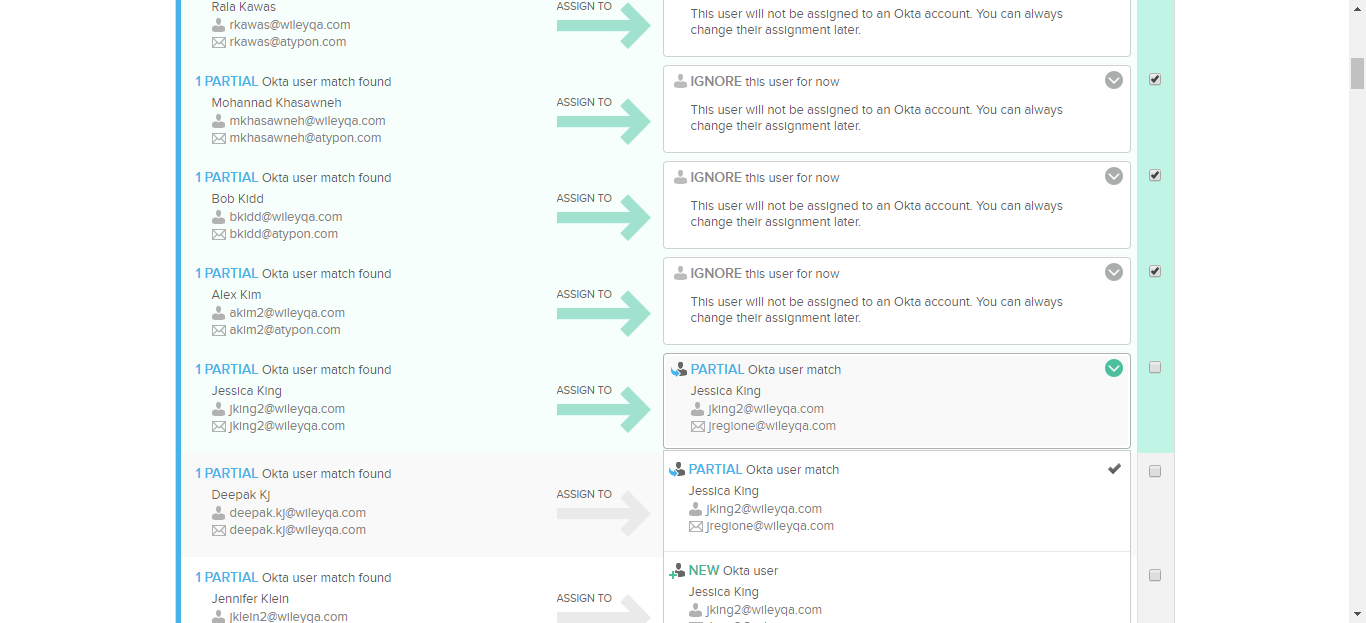 Rala Kawas
rkawas@wileyqa.com
rkawas@atypon.com
ASSIGN TO
This user will not be assigned to an Okta account. You can always
change their assignment later.
1 PARTIAL Okta user match found
Mohannad Khasawneh
mkhasawneh@wileyqa.com
mkhasawneh@atypon.com
ASSIGN TO
IGNORE this user for now
This user will not be assigned to an Okta account. You can always
change their assignment later.
1 PARTIAL Okta user match found
Bob Kidd
bkidd@wileyqa.com
bkidd@atypon.com
ASSIGN TO
IGNORE this user for now
This user will not be assigned to an Okta account. You can always
change their assignment later.
1 PARTIAL Okta user match found
Alex Kim
akim2@wileyqa.com
akim2@atypon.com
ASSIGN TO
IGNORE this user for now
This user will not be assigned to an Okta account. You can always
change their assignment later.
1 PARTIAL Okta user match found
Jessica King
jking2@wileyqa.com
jking2@wileyqa.com
ASSIGN TO
PARTIAL Okta user match
Jessica King
jking2@wileyqa.com
jregione@wileyqa.com
1 PARTIAL Okta user match found
Deepak Kj
deepak.kj@wileyqa.com
deepak.kj@wileyqa.com
ASSIGN TO
PARTIAL Okta user match
Jessica King
jking2@wileyqa.com
jregione@wileyqa.com
1 PARTIAL Okta user match found
Jennifer Klein
jklein2@wileyqa.com
ASSIGN TO
NEW Okta user
Jessica King
jking2@wileyqa.com